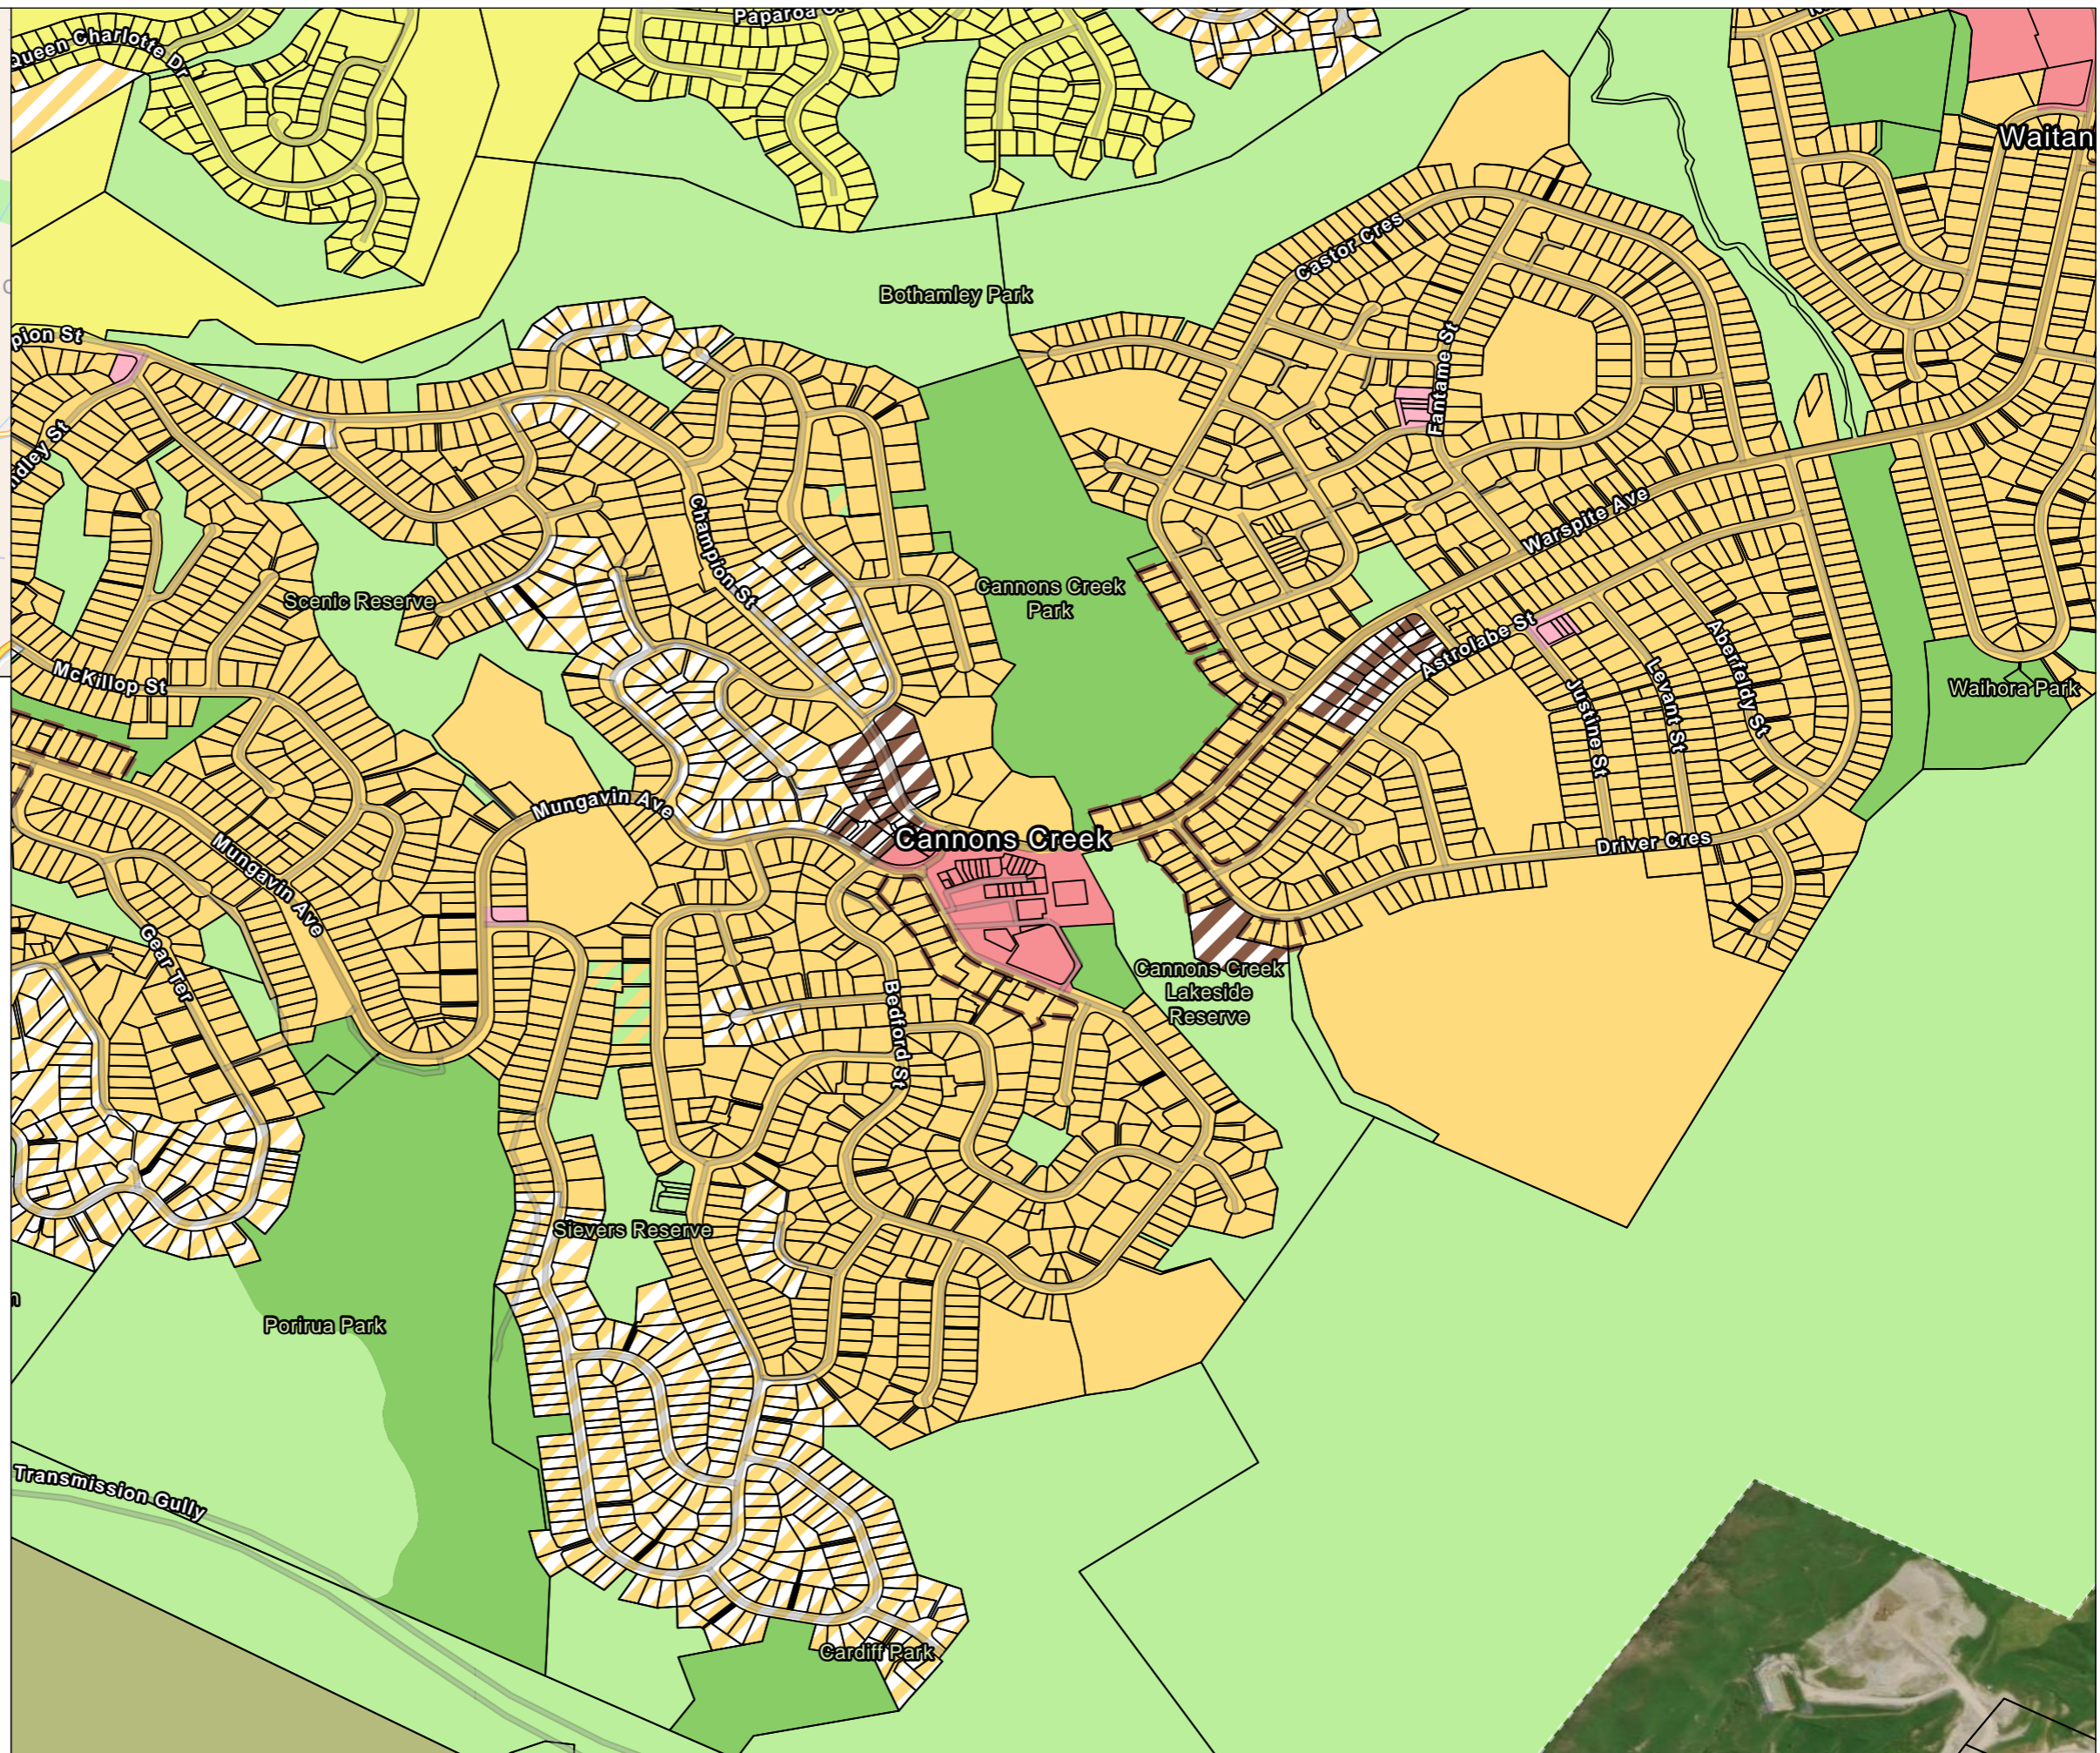 Queen Charlotte Dr
Paparoa
Waitan
Castor Cres
Bothamley Park
pion St
Fantame St
ndley St
Champion St
Warspite Ave
Cannons Creek
Park
Scenic Reserve
Astrolabe St
Aberfeldy St
McKillop St
Levant St
Justine St
Waihora Park
Mungavin Ave
Cannons Creek
Driver Cres
Mungavin Ave
Gear Ter
Cannons Creek
Lakeside
Reserve
Bedford St
Sievers Reserve
Porirua Park
Transmission Gully
Cardiff Park